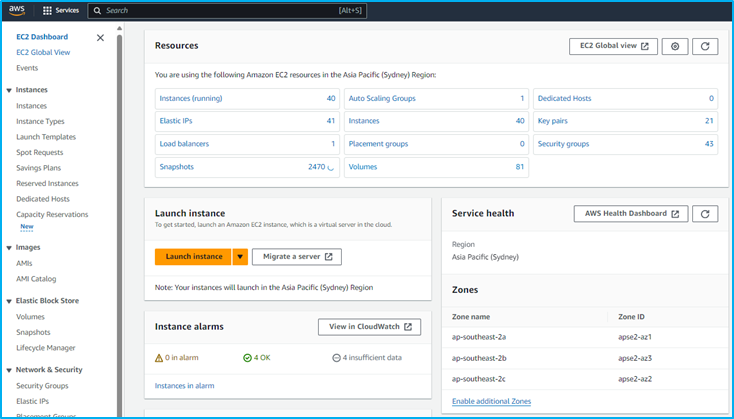 aws
Services
Search
[Alt+S]
EC2 Dashboard
EC2 Global View
Events
Instances
Instances
Instance Types
Launch Templates
Spot Requests
Savings Plans
Reserved Instances
Dedicated Hosts
Capacity Reservations
New
Images
AMIs
AMI Catalog
Elastic Block Store
Volumes
Snapshots
Lifecycle Manager
Network & Security
Security Groups
Elastic IPs
Placement Groups
Resources
EC2 Global view
You are using the following Amazon EC2 resources in the Asia Pacific (Sydney) Region:
Instances (running) 40
Auto Scaling Groups 1
Dedicated Hosts 0
Elastic IPs 41
Instances 40
Key pairs 21
Load balancers 1
Placement groups 0
Security groups 43
Snapshots 2470
Volumes 81
Launch instance
To get started, launch an Amazon EC2 instance, which is a virtual server in the cloud.
Launch instance
Migrate a server
Note: Your instances will launch in the Asia Pacific (Sydney) Region
Instance alarms
View in CloudWatch
0 in alarm
4 OK
4 insufficient data
Instances in alarm
Service health
AWS Health Dashboard
Region
Asia Pacific (Sydney)
Zones
Zone name Zone ID
ap-southeast-2a apse2-az1
ap-southeast-2b apse2-az3
ap-southeast-2c apse2-az2
Enable additional Zones